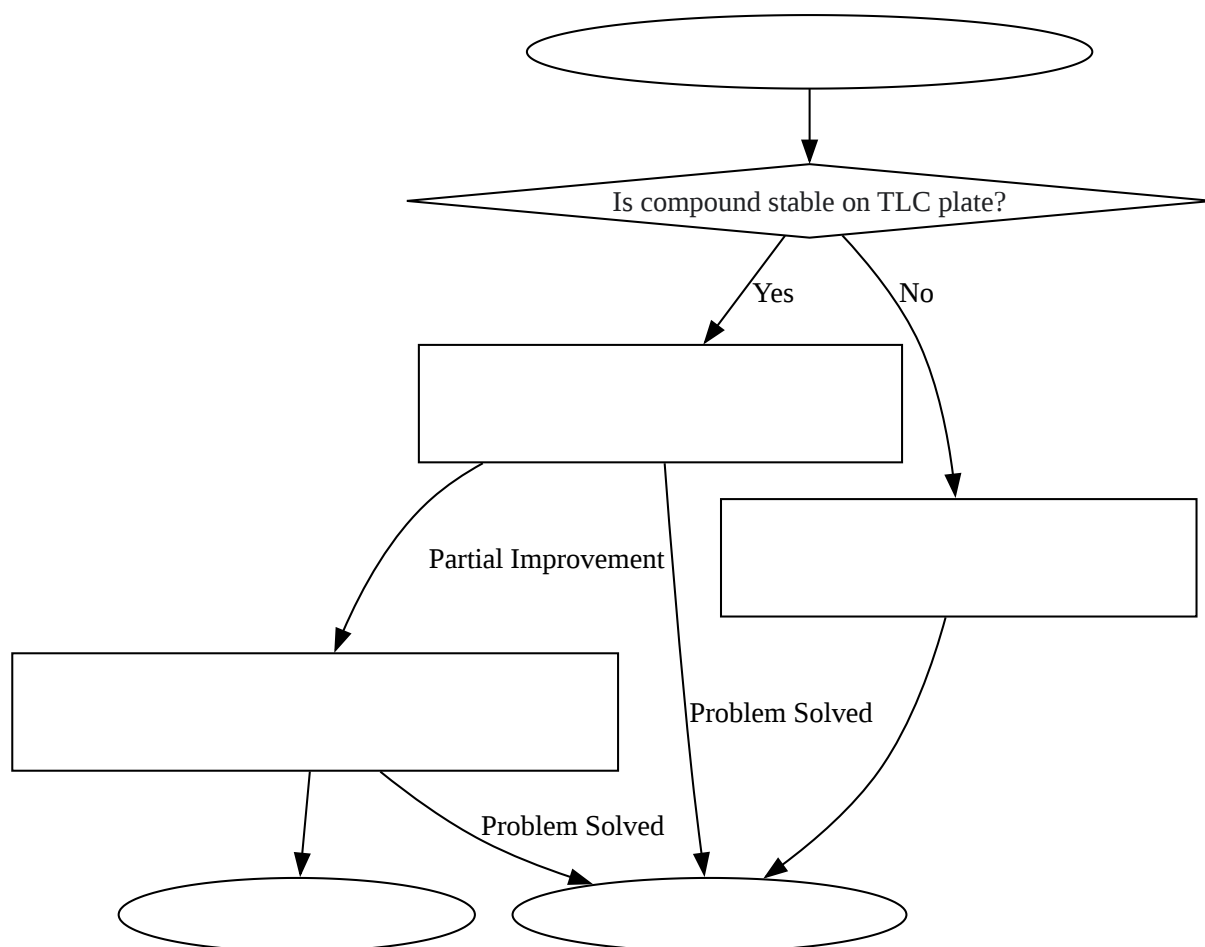 Is compound stable on TLC plate?
Yes
No
Partial Improvement
Problem Solved
Problem Solved